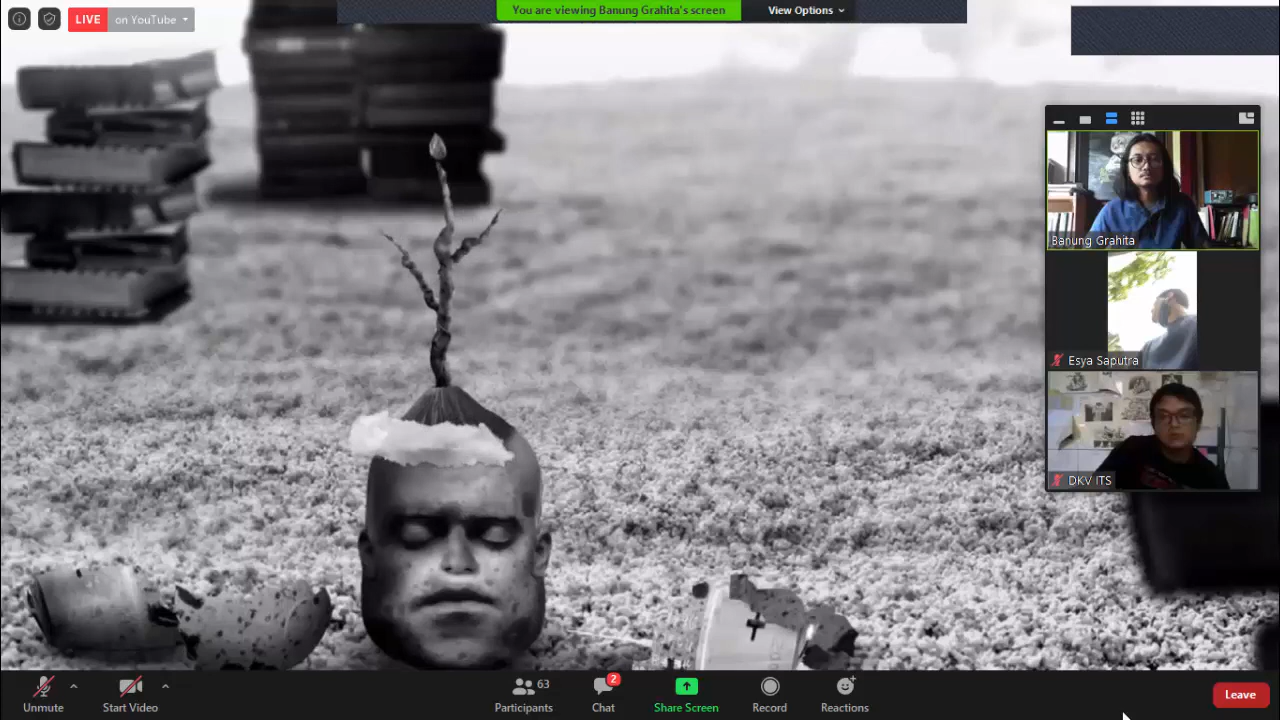 LIVE on YouTube
You are viewing Banung Grahita's screen
View Options
Banung Grahita
Esya Saputra
DKV ITS
Unmute
Start Video
63
Participants
2
Chat
Share Screen
Record
Reactions
Leave